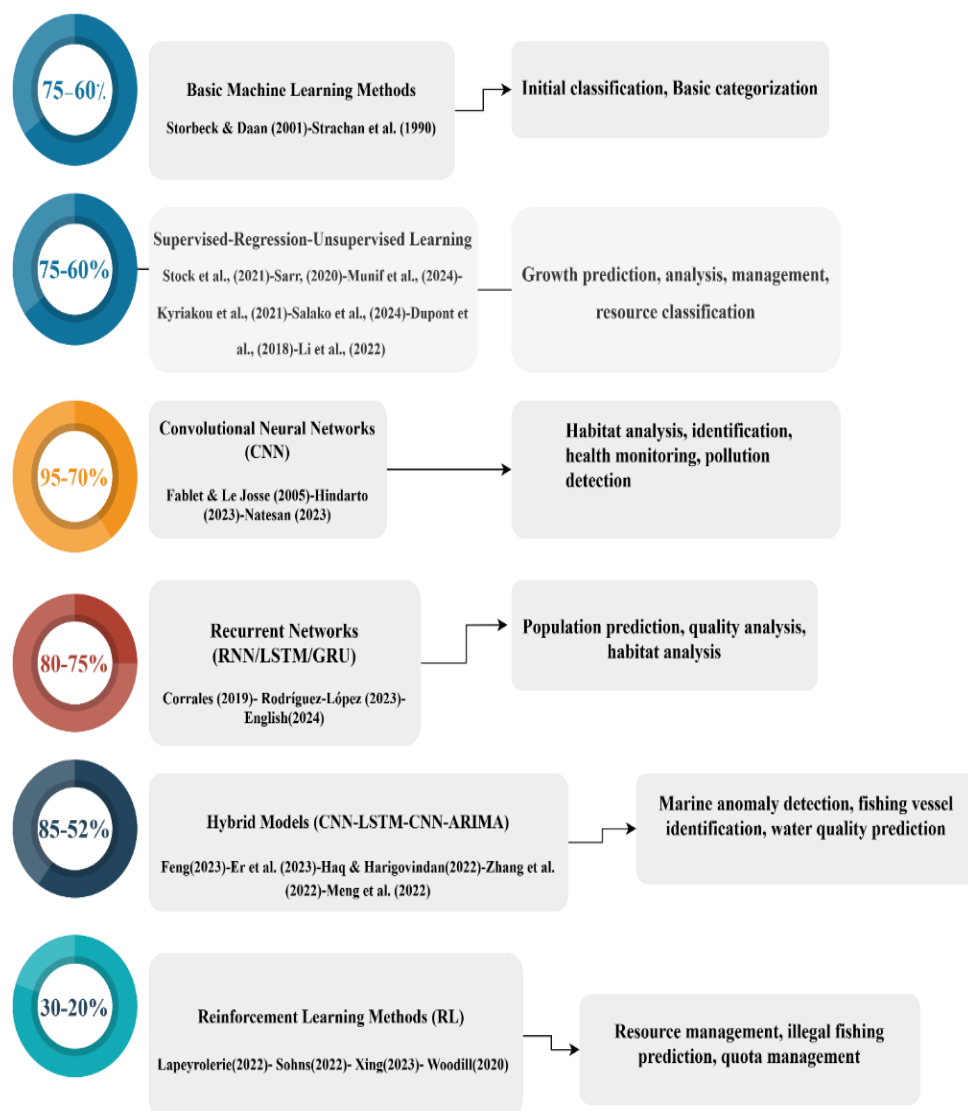 75-60%
Basic Machine Learning Methods
Storbeck & Daan (2001)-Strachan et al. (1990)
Initial classification, Basic categorization
75-60%
Supervised-Regression-Unsupervised Learning
Stock et al., (2021)-Sarr, (2020)-Munif et al., (2024)-
Kyriakou et al., (2021)-Salako et al., (2024)-Dupont et
al., (2018)-Li et al., (2022)
Growth prediction, analysis, management,
resource classification
95-70%
Convolutional Neural Networks
(CNN)
Fablet & Le Josse (2005)-Hindarto
(2023)-Natesan (2023)
Habitat analysis, identification,
health monitoring, pollution
detection
80-75%
Recurrent Networks
(RNN/LSTM/GRU)
Corrales (2019)- Rodríguez-López (2023)-
English(2024)
Population prediction, quality analysis,
habitat analysis
85-52%
Hybrid Models (CNN-LSTM-CNN-ARIMA)
Feng(2023)-Er et al. (2023)-Haq & Harigovindan(2022)-Zhang et al.
(2022)-Meng et al. (2022)
Marine anomaly detection, fishing vessel
identification, water quality prediction
30-20%
Reinforcement Learning Methods (RL)
Lapeyrolerie(2022)- Sohns(2022)- Xing(2023)- Woodill(2020)
Resource management, illegal fishing
prediction, quota management